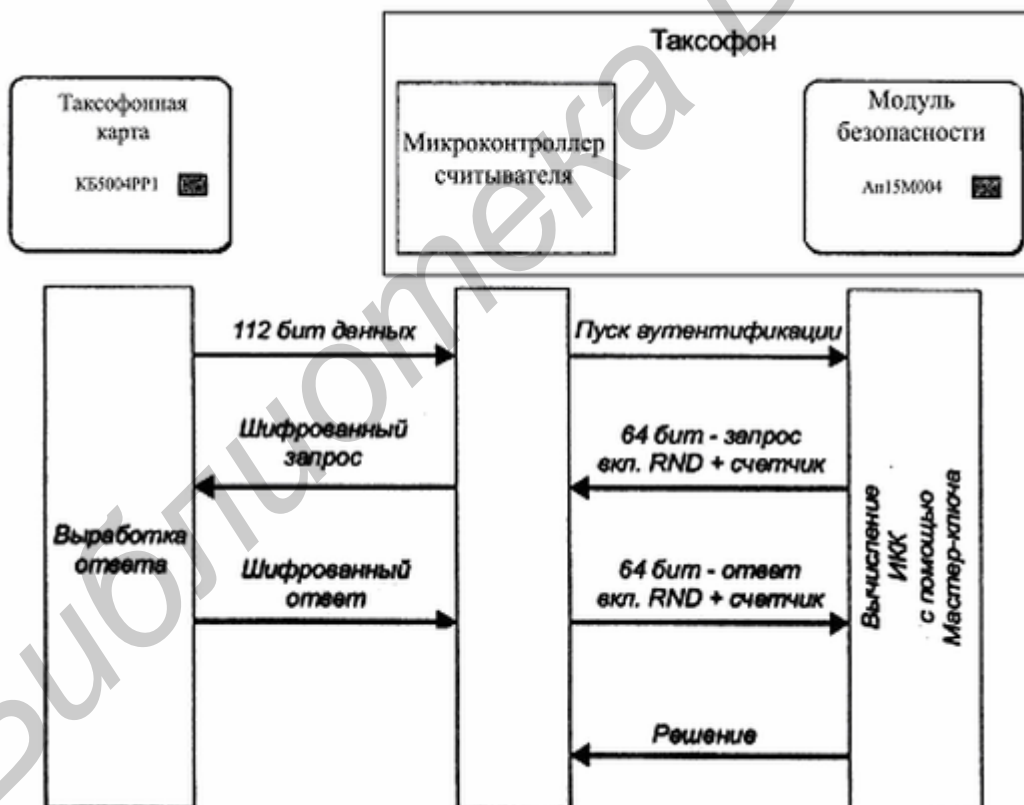 Таксофон
Таксофонная
карта
КБ5004РР1
Микроконтроллер
считывателя
Модуль
безопасности
Ап15М004
112 бит данных
Пуск аутентификации
Шифрованный
запрос
64 бит - запрос
вкл. RND + счетчик
Выработка
ответа
Шифрованный
ответ
64 бит - ответ
вкл. RND + счетчик
Вычисление
ИКК
с помощью
Мастер-ключа
Решение
Библиотека